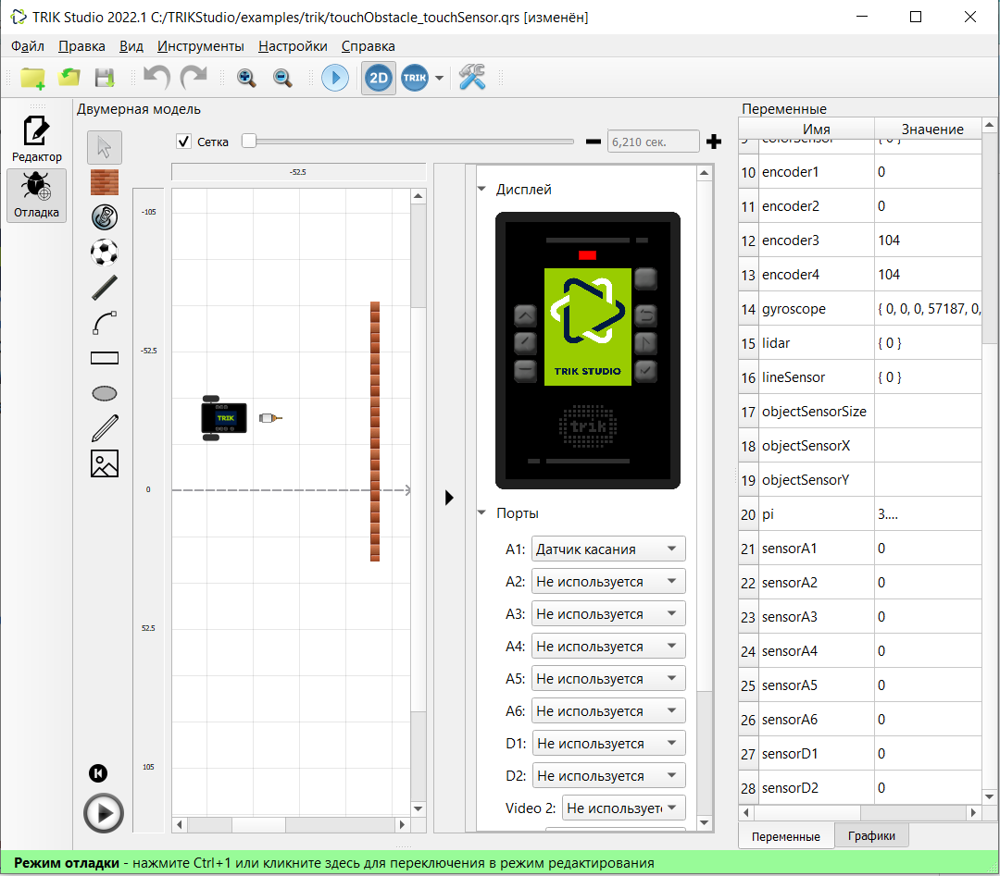 TRIK Studio 2022.1 C:/TRIKStudio/examples/trik/touchObstacle_touchSensor.qrs [изменён]
Файл Правка Вид Инструменты Настройки Справка
2D TRIK
Редактор
Отладка
Двумерная модель
Сетка
6,210 сек.
-52.5
-105
-52.5
0
52.5
105
TRIK
Дисплей
TRIK STUDIO
trik
Порты
A1: Датчик касания
A2: Не используется
A3: Не используется
A4: Не используется
A5: Не используется
A6: Не используется
D1: Не используется
D2: Не используется
Video 2: Не используетс
Переменные
Имя Значение
9 colorSensor { 0 }
10 encoder1 0
11 encoder2 0
12 encoder3 104
13 encoder4 104
14 gyroscope { 0, 0, 0, 57187, 0,
15 lidar { 0 }
16 lineSensor { 0 }
17 objectSensorSize
18 objectSensorX
19 objectSensorY
20 pi 3....
21 sensorA1 0
22 sensorA2 0
23 sensorA3 0
24 sensorA4 0
25 sensorA5 0
26 sensorA6 0
27 sensorD1 0
28 sensorD2 0
Переменные Графики
Режим отладки - нажмите Ctrl+1 или кликните здесь для переключения в режим редактирования